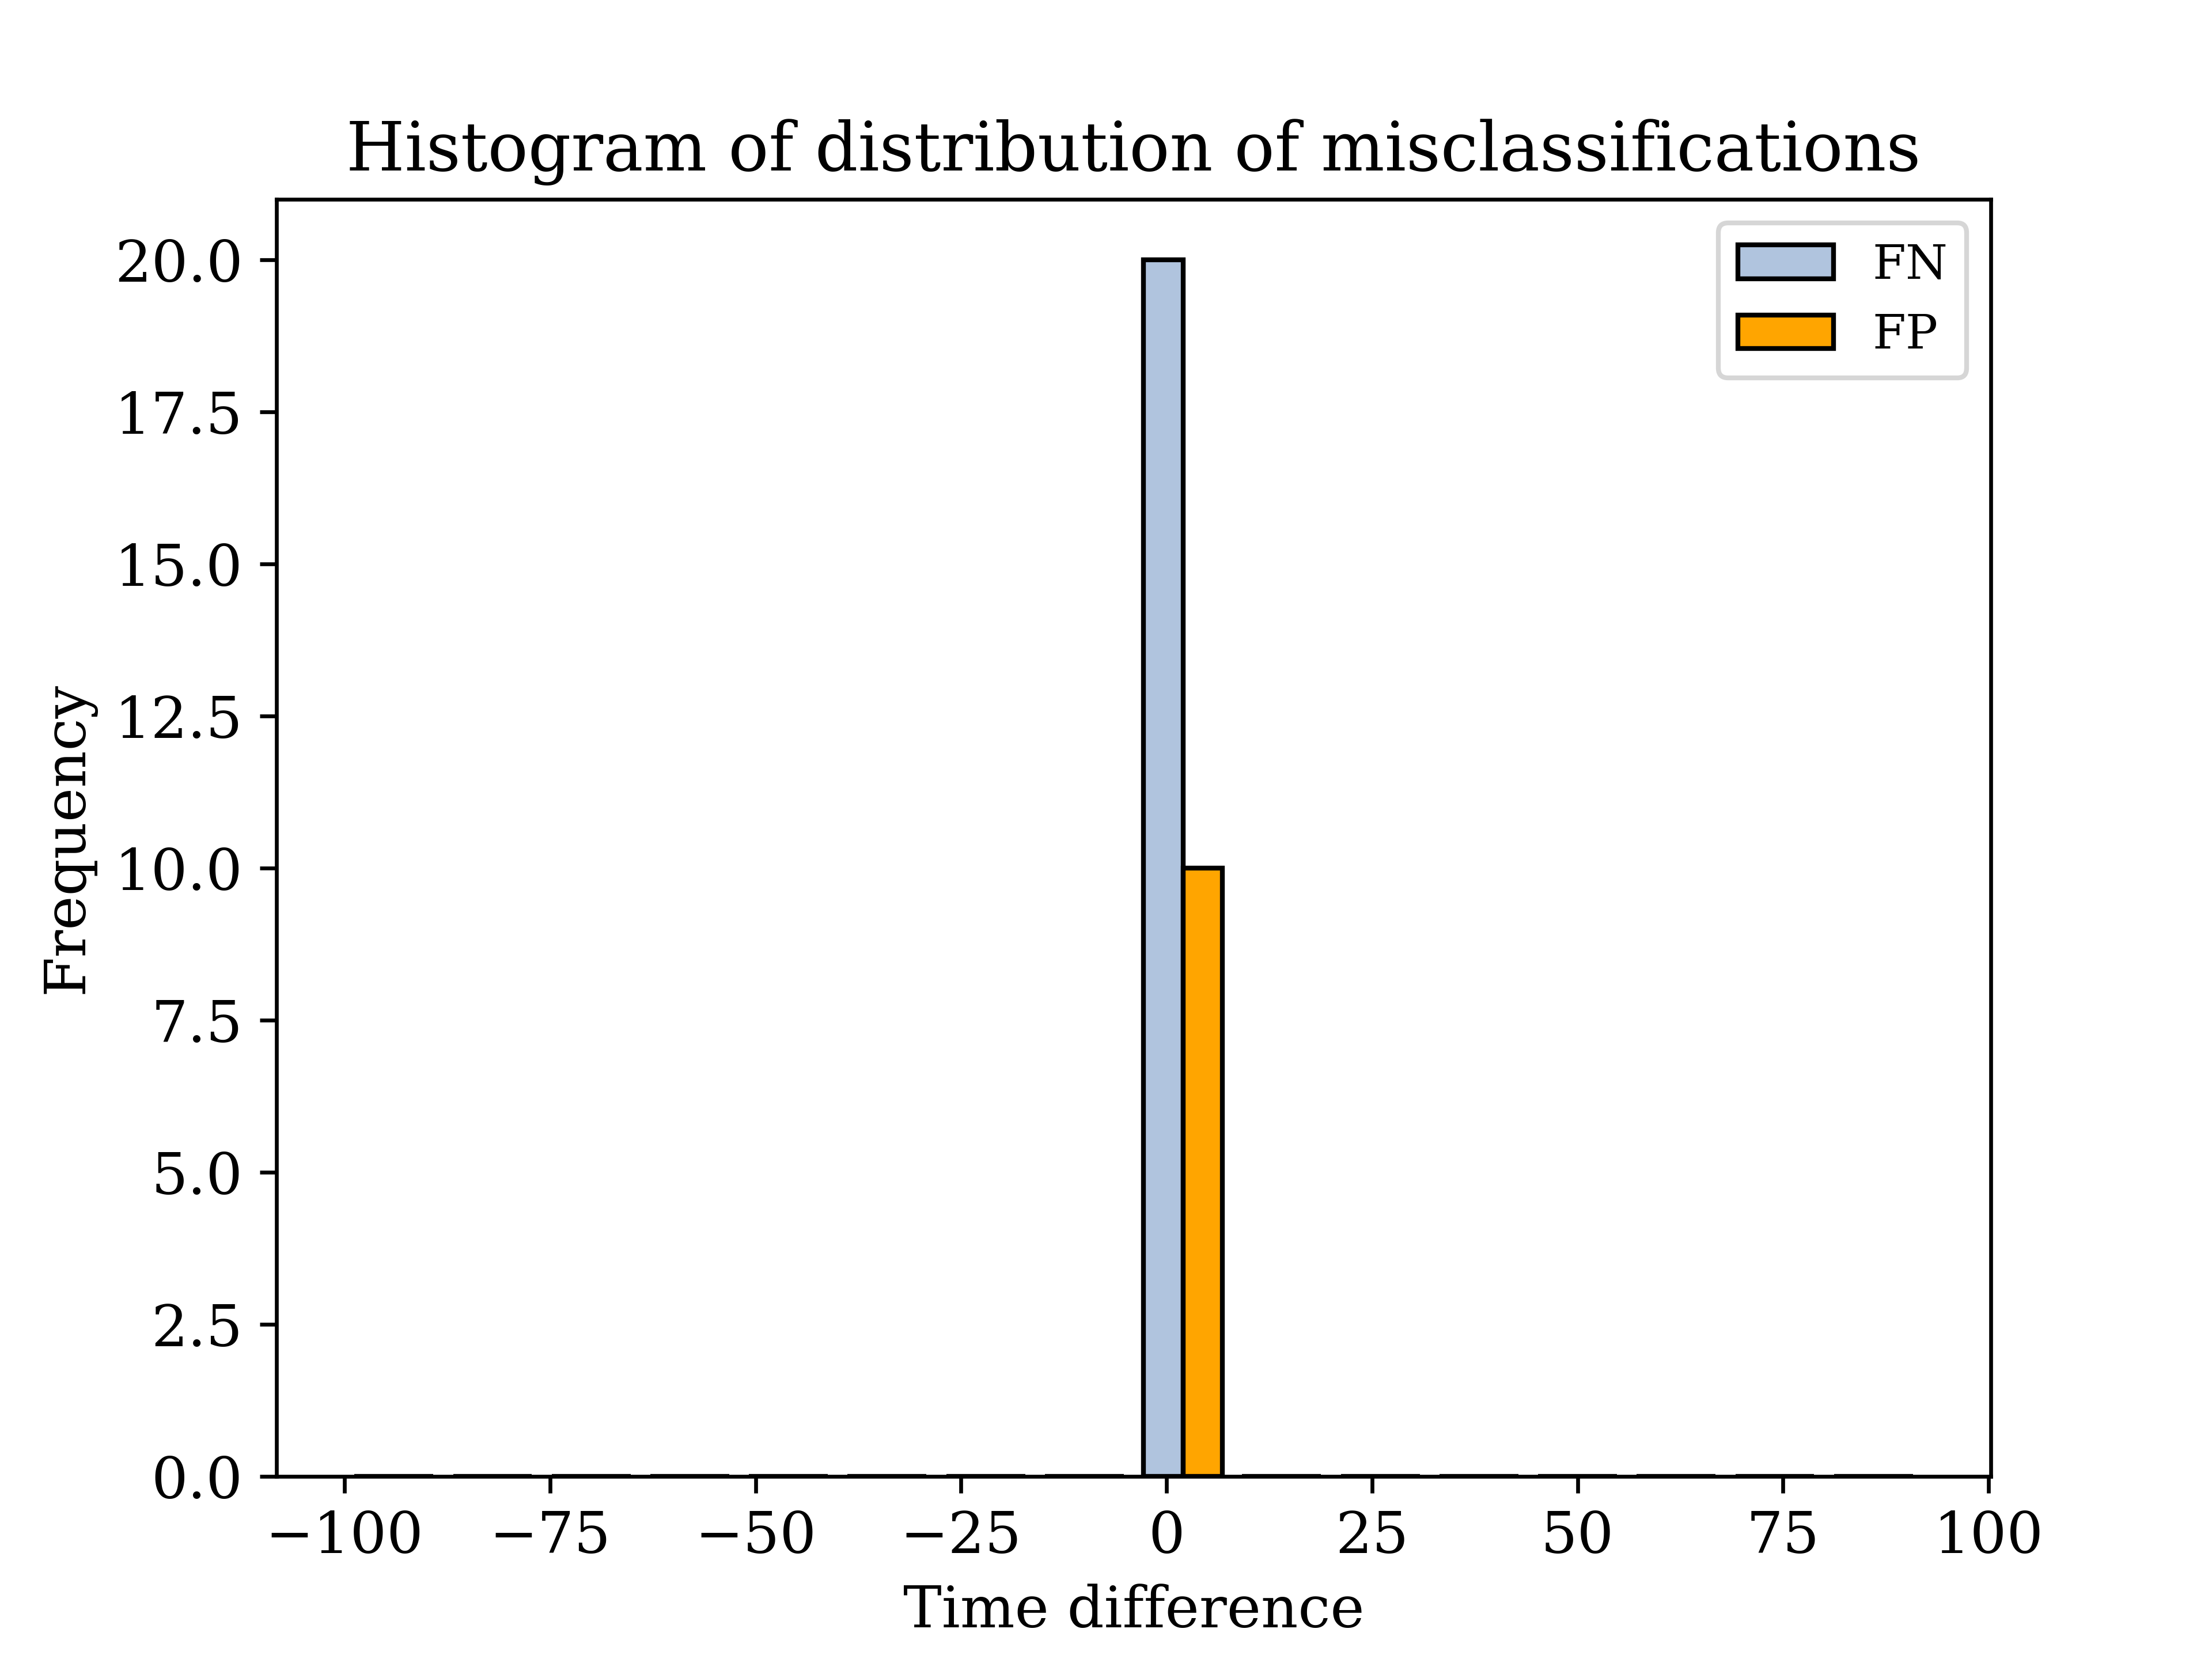 Histogram of distribution of misclassifications
FN
FP
20.0
17.5
15.0
12.5
10.0
7.5
5.0
2.5
0.0
Frequency
−100 −75 −50 −25 0 25 50 75 100
Time difference